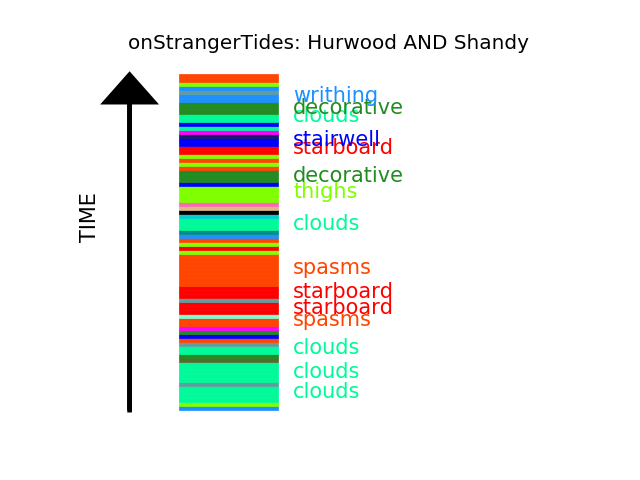 onStrangerTides: Hurwood AND Shandy
writhing
decorative
clouds
stairwell
starboard
decorative
thighs
clouds
spasms
starboard
starboard
spasms
clouds
clouds
clouds
TIME